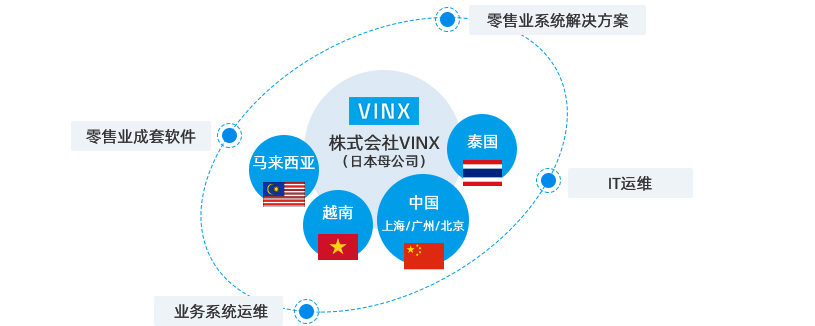 零售业系统解决方案
VINX
零售业成套软件
株式会社VINX
(日本母公司)
泰国
马来西亚
IT运维
越南
中国
上海/广州/北京
业务系统运维